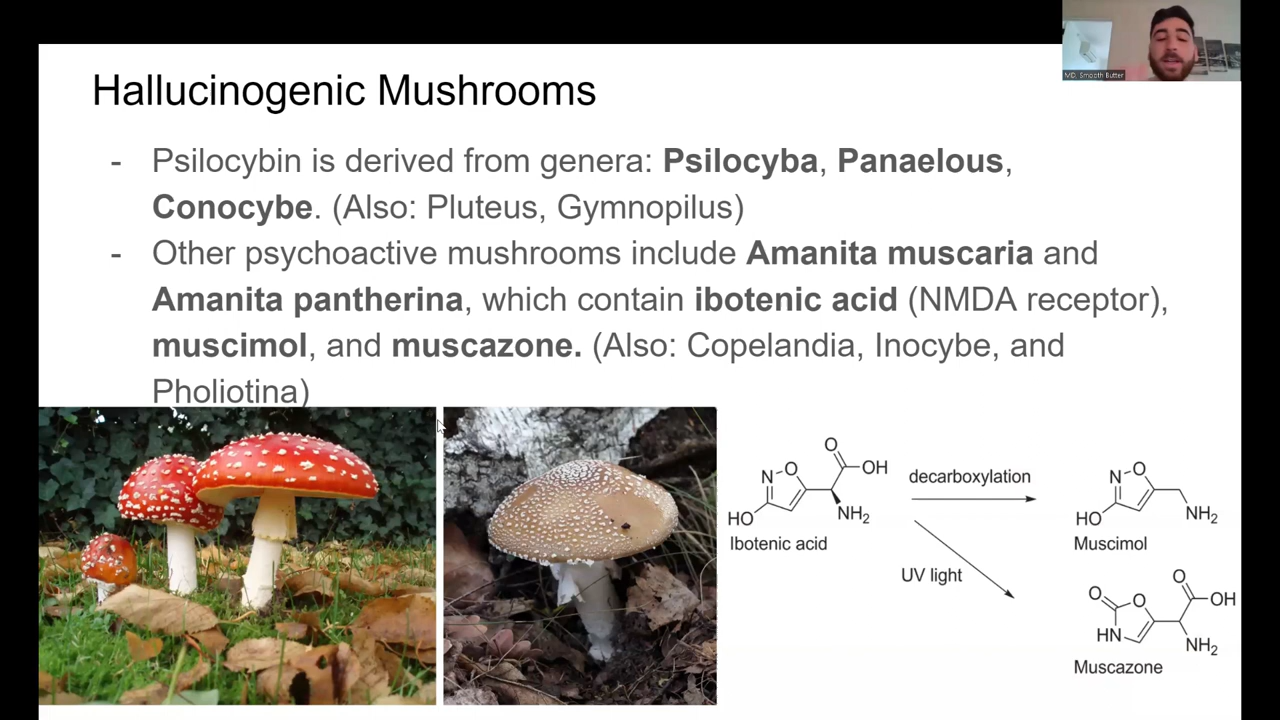 MD. Smooth Butter
Hallucinogenic Mushrooms
- Psilocybin is derived from genera: Psilocyba, Panaelous,
Conocybe. (Also: Pluteus, Gymnopilus)
- Other psychoactive mushrooms include Amanita muscaria and
Amanita pantherina, which contain ibotenic acid (NMDA receptor),
muscimol, and muscazone. (Also: Copelandia, Inocybe, and
Pholiotina)
O
N O
OH
HO
NH2
Ibotenic acid
decarboxylation
UV light
N O
HO
NH2
Muscimol
O
O O
OH
HN
NH2
Muscazone